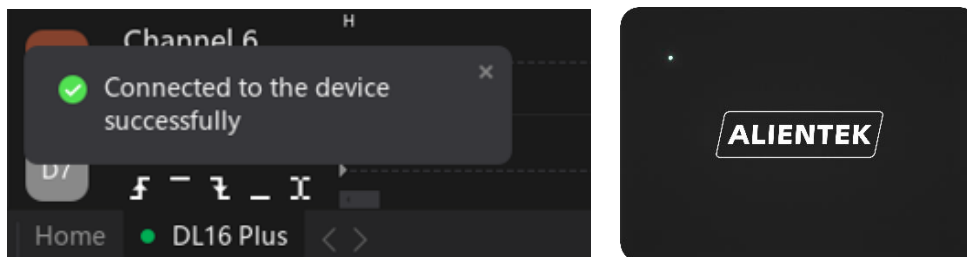 H
Channel 6
Connected to the device
successfully
D7
Home
DL16 Plus
ALIENTEK